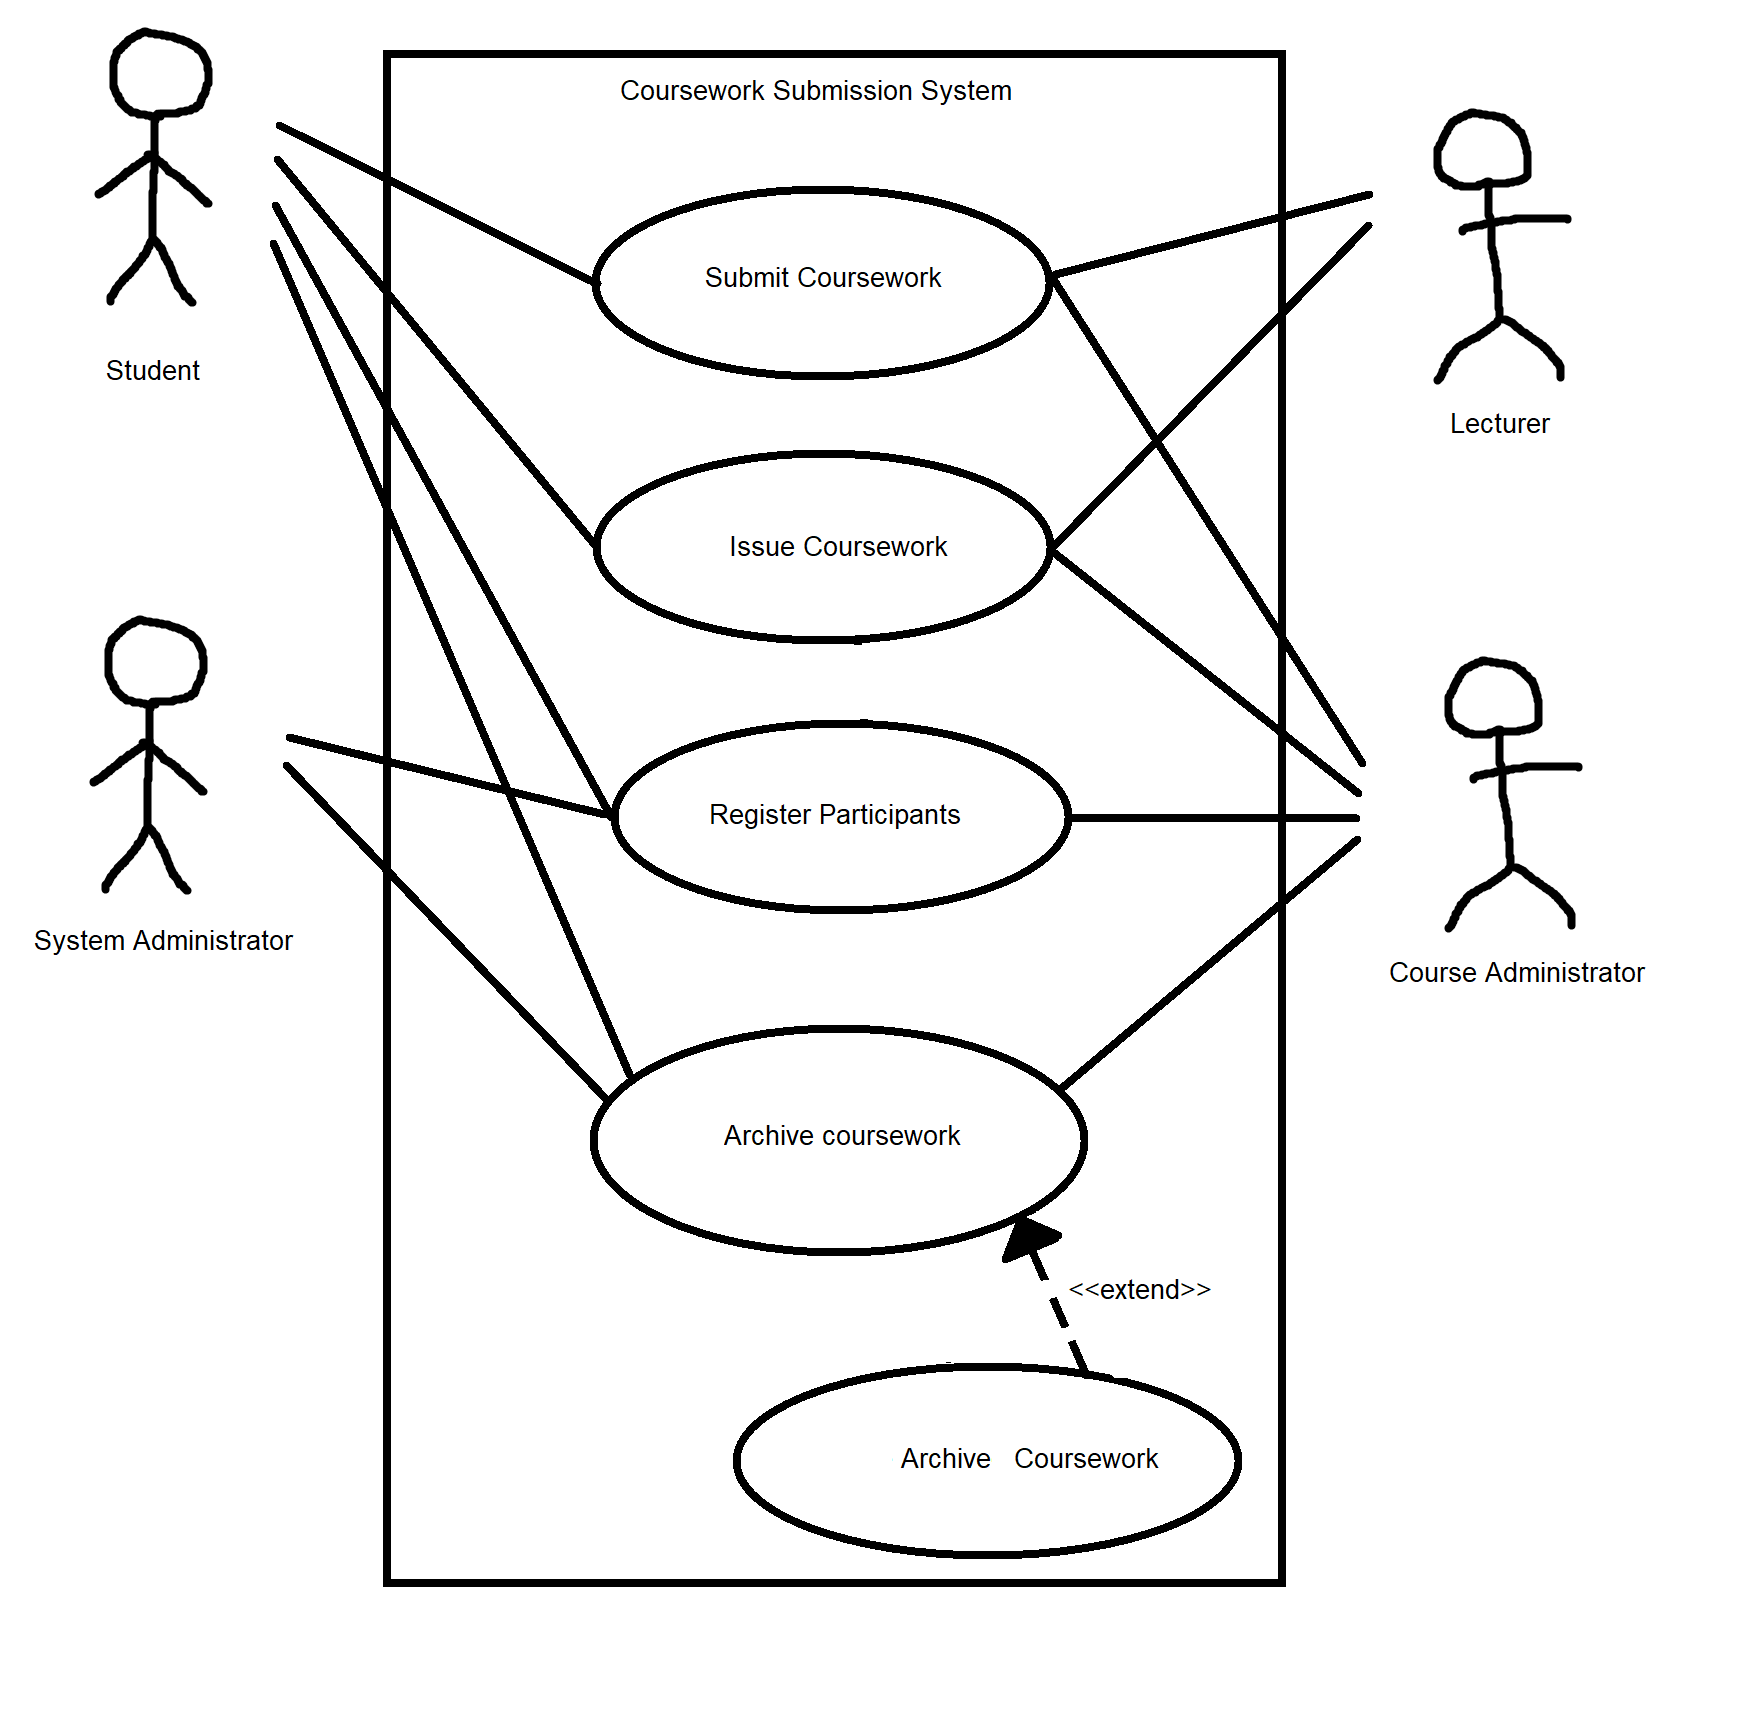 Coursework Submission System
Submit Coursework
Student
Lecturer
Issue Coursework
Register Participants
System Administrator
Course Administrator
Archive coursework
<<extend>>
Archive Coursework